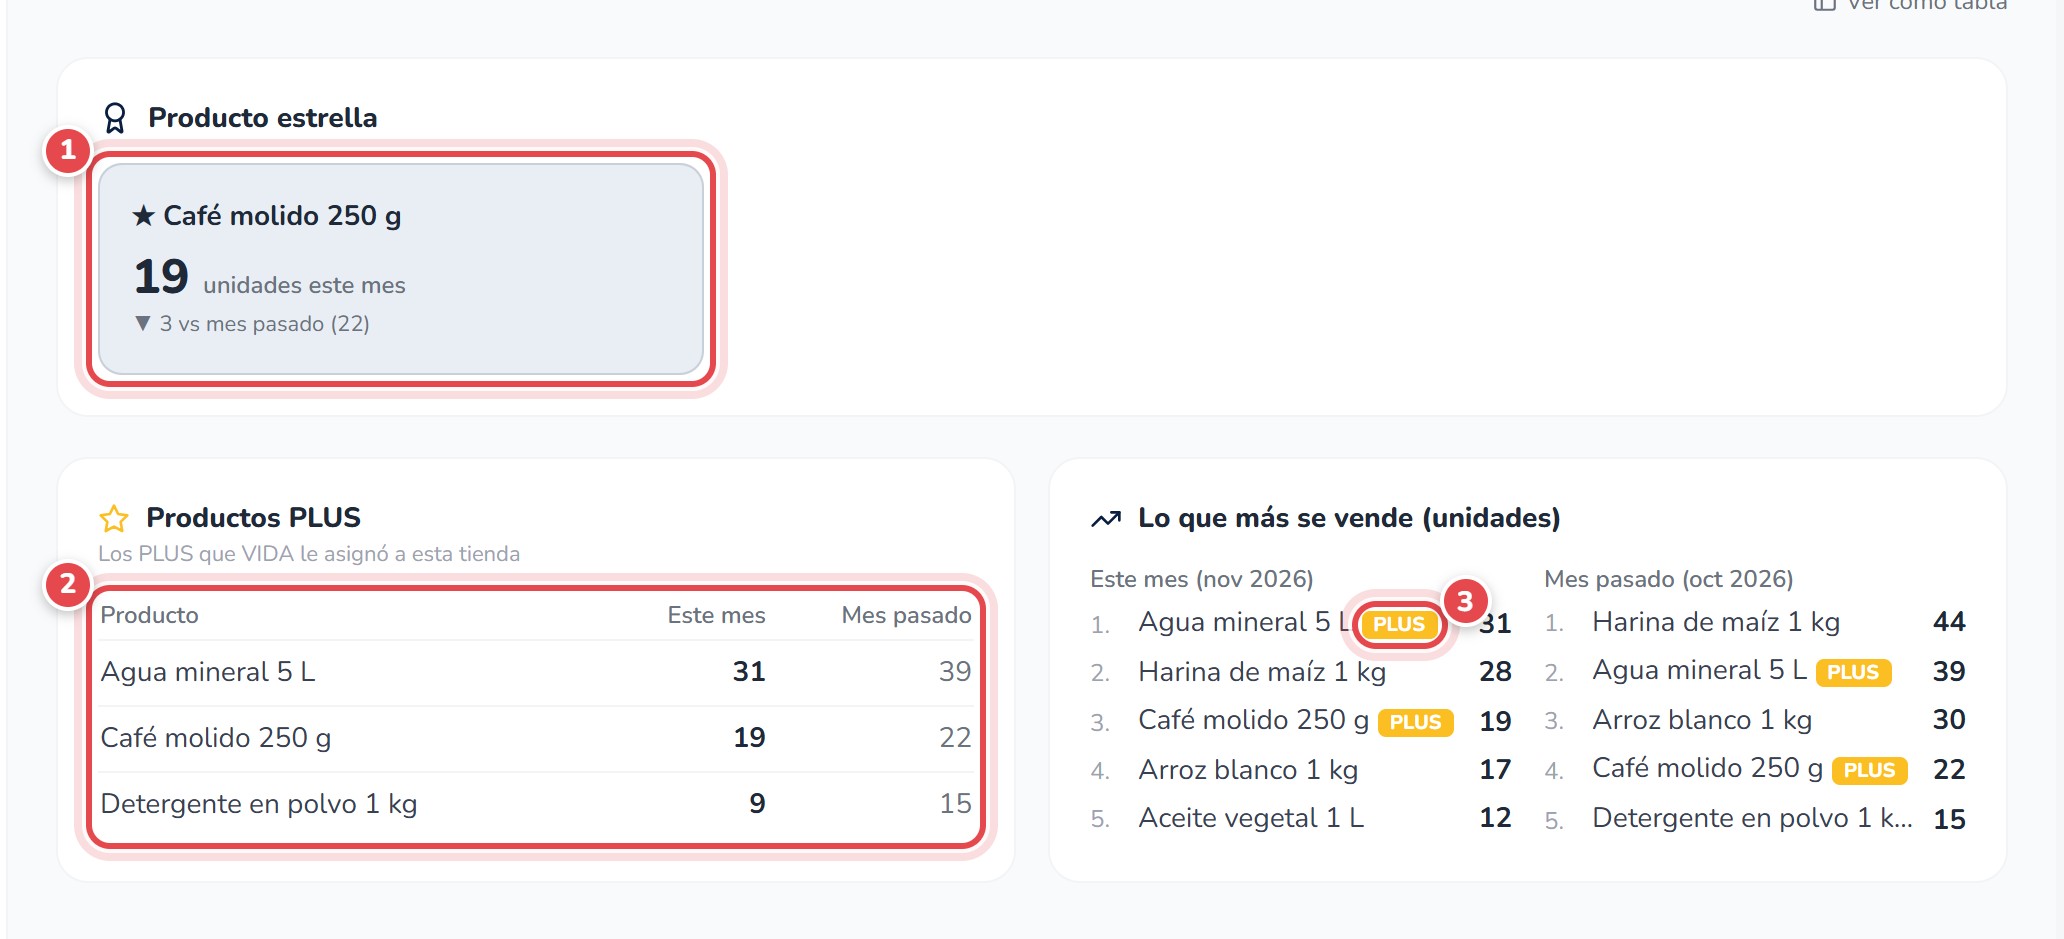 Ver como tabla
Producto estrella
1
★ Café molido 250 g
19 unidades este mes
▼ 3 vs mes pasado (22)
Productos PLUS
Los PLUS que VIDA le asignó a esta tienda
2
Producto Este mes Mes pasado
Agua mineral 5 L 31 39
Café molido 250 g 19 22
Detergente en polvo 1 kg 9 15
Lo que más se vende (unidades)
Este mes (nov 2026)
3
1. Agua mineral 5 L PLUS 31
2. Harina de maíz 1 kg 28
3. Café molido 250 g PLUS 19
4. Arroz blanco 1 kg 17
5. Aceite vegetal 1 L 12
Mes pasado (oct 2026)
1. Harina de maíz 1 kg 44
2. Agua mineral 5 L PLUS 39
3. Arroz blanco 1 kg 30
4. Café molido 250 g PLUS 22
5. Detergente en polvo 1 k... 15